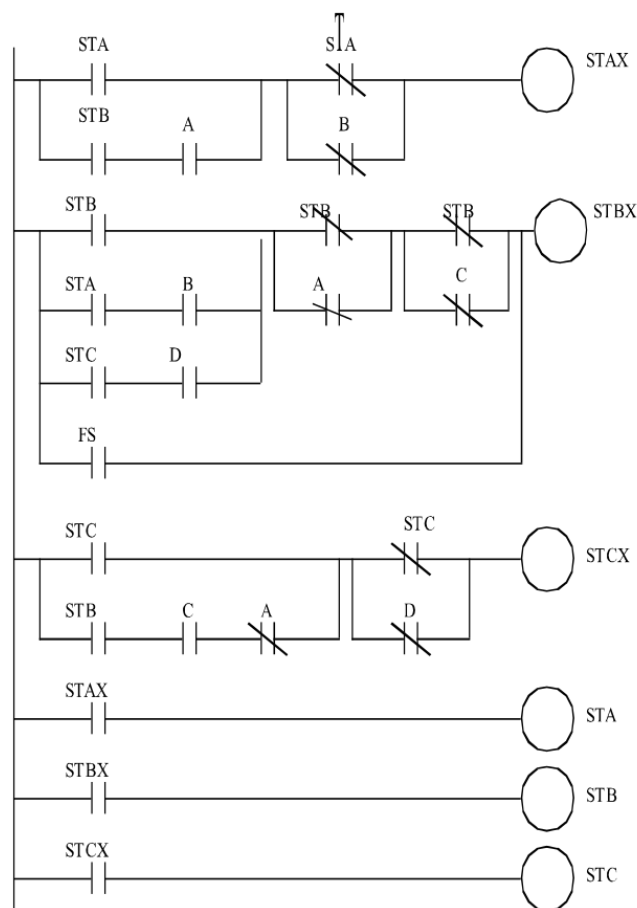 T
STA STA STAX
STB A B
STB STB STB STBX
STA B A C
STC D
FS
STC STC STCX
STB C A D
STAX STA
STBX STB
STCX STC